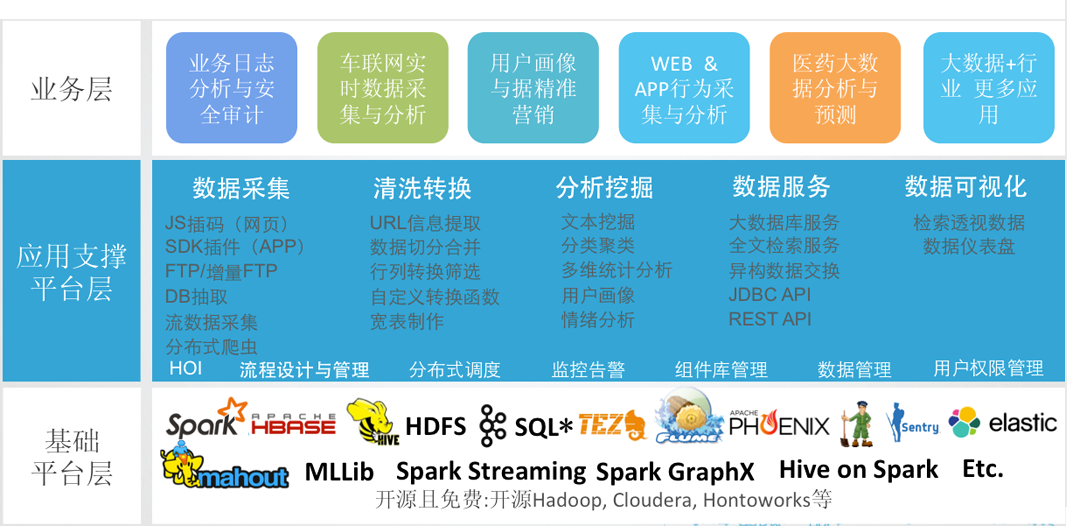 业务层
业务日志
分析与安
全审计
车联网实
时数据采
集与分析
用户画像
与据精准
营销
WEB &
APP行为采
集与分析
医药大数
据分析与
预测
大数据+行
业 更多应
用
应用支撑
平台层
数据采集
JS插码（网页）
SDK插件（APP）
FTP/增量FTP
DB抽取
流数据采集
分布式爬虫
清洗转换
URL信息提取
数据切分合并
行列转换筛选
自定义转换函数
宽表制作
分析挖掘
文本挖掘
分类聚类
多维统计分析
用户画像
情绪分析
数据服务
大数据库服务
全文检索服务
异构数据交换
JDBC API
REST API
数据可视化
检索透视数据
数据仪表盘
HOI 流程设计与管理 分布式调度 监控告警 组件库管理 数据管理 用户权限管理
基础
平台层
Spark APACHE HBASE HIVE HDFS SQL* TEZ FLUME APACHE PHOENIX Sentry elastic
mahout MLLib Spark Streaming Spark GraphX Hive on Spark Etc.
开源且免费:开源Hadoop, Cloudera, Hontoworks等